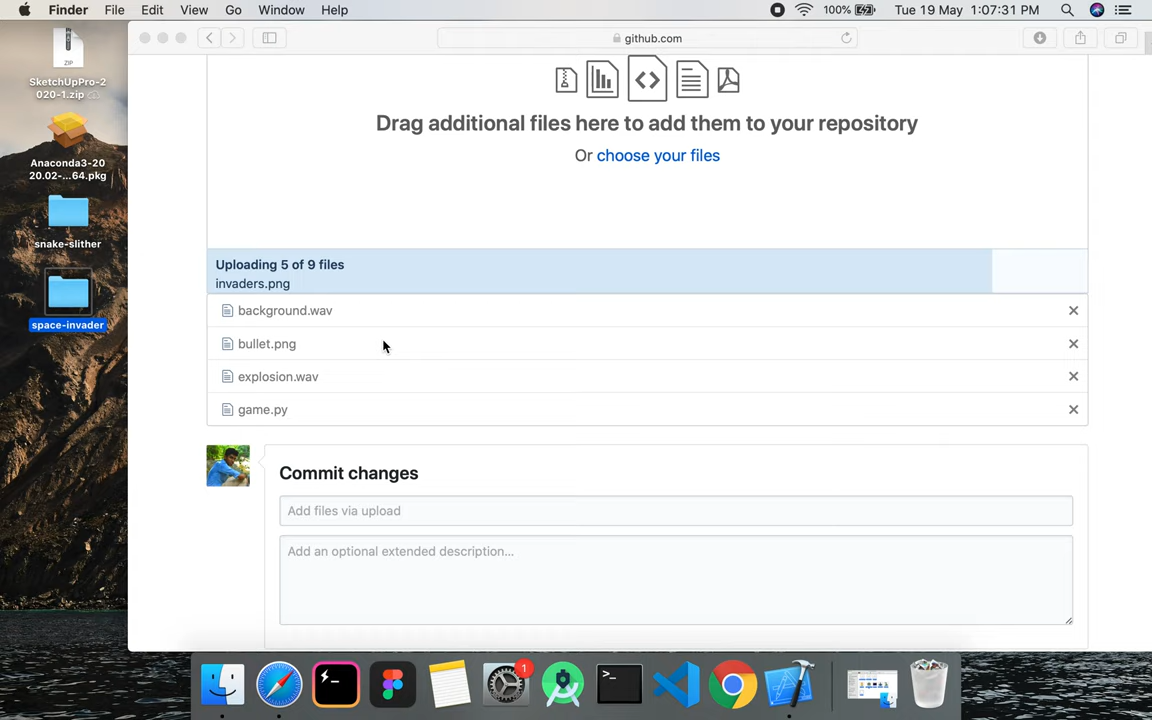 Finder File Edit View Go Window Help 100% Tue 19 May 1:07:31 PM
github.com
ZIP
SketchUpPro-2
020-1.zip
Anaconda3-20
20.02-...64.pkg
snake-slither
space-invader
Drag additional files here to add them to your repository
Or choose your files
Uploading 5 of 9 files
invaders.png
background.wav
bullet.png
explosion.wav
game.py
Commit changes
Add files via upload
Add an optional extended description...
1